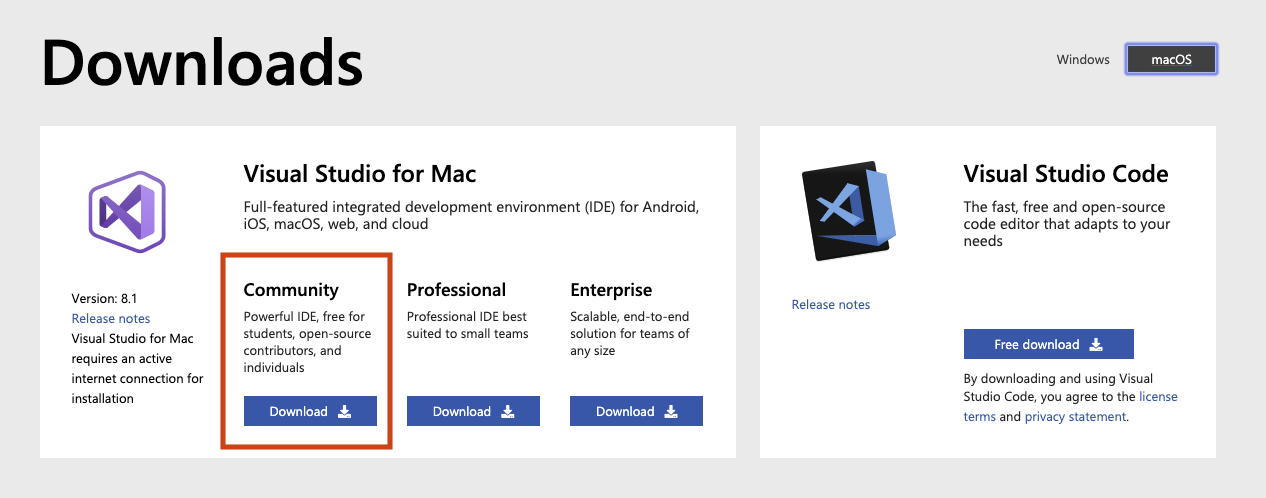 Downloads
Windows
macOS
Visual Studio for Mac
Full-featured integrated development environment (IDE) for Android,
iOS, macOS, web, and cloud
Version: 8.1
Release notes
Visual Studio for Mac
requires an active
internet connection for
installation
Community
Powerful IDE, free for
students, open-source
contributors, and
individuals
Download
Professional
Professional IDE best
suited to small teams
Download
Enterprise
Scalable, end-to-end
solution for teams of
any size
Download
Visual Studio Code
The fast, free and open-source
code editor that adapts to your
needs
Release notes
Free download
By downloading and using Visual
Studio Code, you agree to the license
terms and privacy statement.